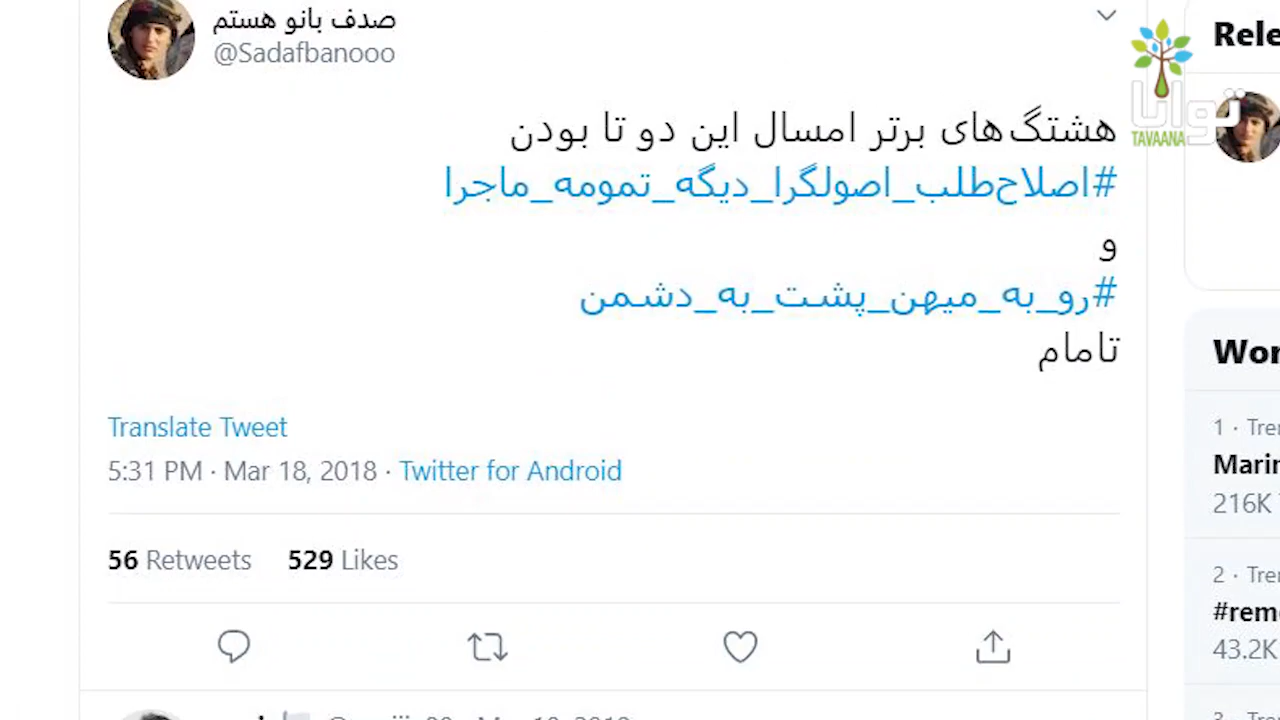 صدف بانو هستم
@Sadafbanooo
هشتگ‌های برتر امسال این دو تا بودن
#اصلاح‌طلب_اصولگرا_دیگه_تمومه_ماجرا
و
#رو_به_میهن_پشت_به_دشمن
تامام
Translate Tweet
5:31 PM · Mar 18, 2018 · Twitter for Android
56 Retweets 529 Likes
توانا
TAVAANA
Rele
Wor
1 · Tre
Marin
216K
2 · Tre
#rem
43.2K